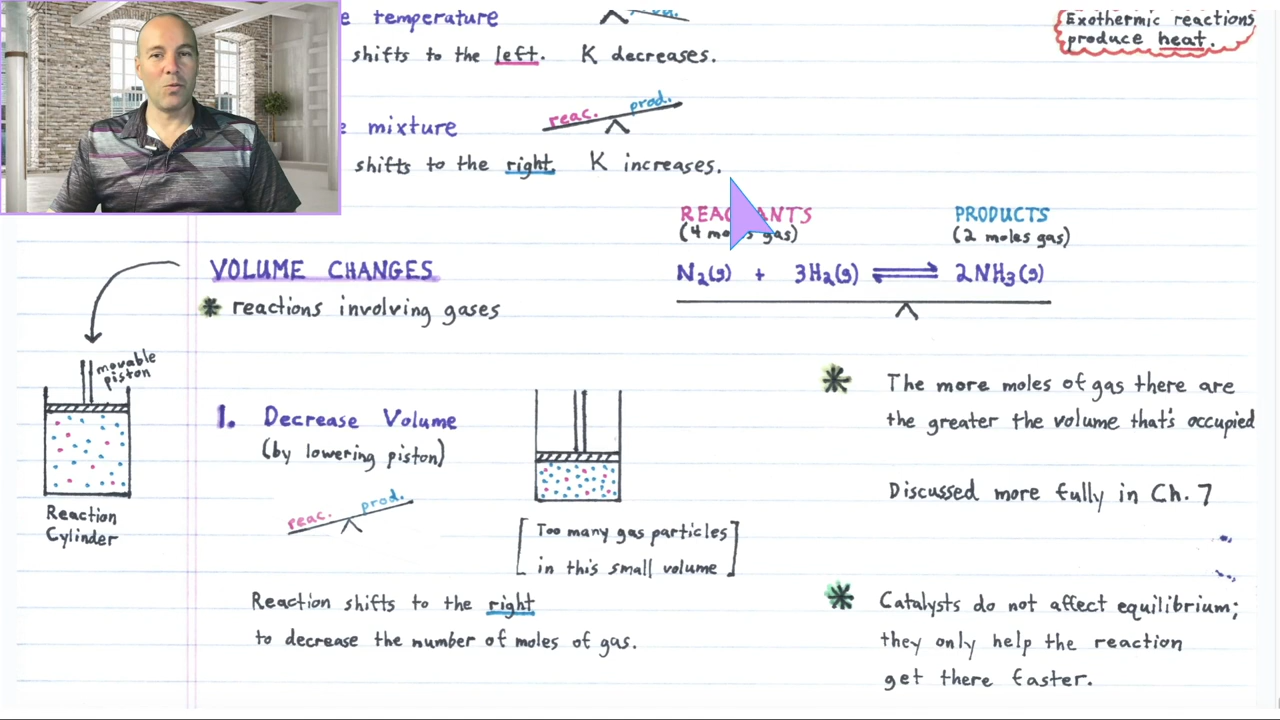 e temperature
shifts to the left. K decreases.
Exothermic reactions
produce heat.
reac. prod.
e mixture
shifts to the right. K increases.
REACTANTS
(4 moles gas)
PRODUCTS
(2 moles gas)
N₂(g) + 3H₂(g) ⇌ 2NH₃(g)
VOLUME CHANGES
* reactions involving gases
movable
piston
Reaction
Cylinder
1. Decrease Volume
(by lowering piston)
reac. prod.
[Too many gas particles
in this small volume]
Reaction shifts to the right
to decrease the number of moles of gas.
* The more moles of gas there are
the greater the volume that's occupied
Discussed more fully in Ch. 7
* Catalysts do not affect equilibrium;
they only help the reaction
get there faster.